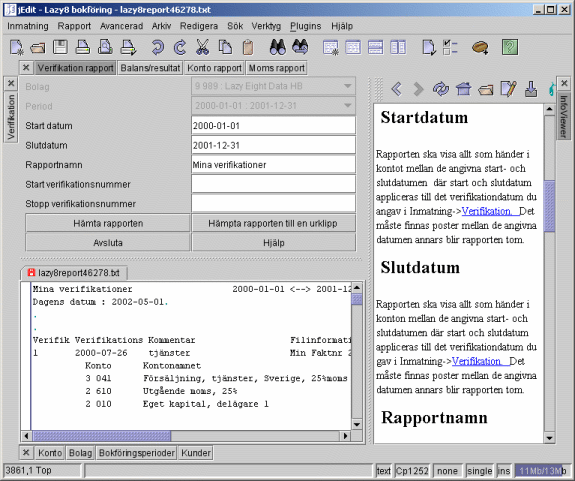 jEdit - Lazy8 bokföring - lazy8report46278.txt
Inmatning Rapport Avancerad Arkiv Redigera Sök Verktyg Plugins Hjälp
Verifikation rapport Balans/resultat Konto rapport Moms rapport
Verifikation
Bolag 9 989 : Lazy Eight Data HB
Period 2000-01-01 : 2001-12-31
Start datum 2000-01-01
Slutdatum 2001-12-31
Rapportnamn Mina verifikationer
Start verifikationsnummer
Stopp verifikationsnummer
Hämta rapporten Hämpta rapporten till en urklipp
Avsluta Hjälp
lazy8report46278.txt
Mina verifikationer 2000-01-01 <--> 2001-12
Dagens datum : 2002-05-01.
.
.
Verifik Verifikations Kommentar Filinformati
1 2000-07-26 tjänster Min Faktnr 2
Konto Kontonamnet
3 041 Försäljning, tjänster, Sverige, 25%moms
2 610 Utgående moms, 25%
2 010 Eget kapital, delägare 1
InfoViewer
Startdatum
Rapporten ska visa allt som händer i
kontot mellan de angivna start- och
slutdatumen där start och slutdatum
appliceras till det verifikationdatum du
angav i Inmatning->Verifikation. Det
måste finnas poster mellan de angivna
datumen annars blir rapporten tom.
Slutdatum
Rapporten ska visa allt som händer i
konton mellan de angivna start- och
slutdatumen där start och slutdatum
appliceras till det verifikationdatum du
gav i Inmatning->Verifikation. Det
måste finnas poster mellan de angivna
datumen annars blir rapporten tom.
Rapportnamn
Konto Bolag Bokföringsperioder Kunder
3861,1 Top text Cp1252 none single ins 11Mb/13Mb